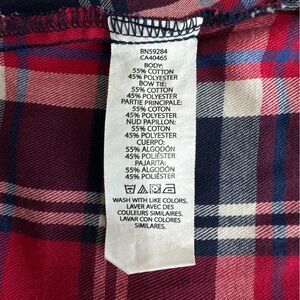 RN59284
CA40465
BODY:
55% COTTON
45% POLYESTER
BOW TIE:
55% COTTON
45% POLYESTER
PARTIE PRINCIPALE:
55% COTON
45% POLYESTER
NUD PAPILLON:
55% COTON
45% POLYESTER
CUERPO:
55% ALGODÓN
45% POLIÉSTER
PAJARITA:
55% ALGODÓN
45% POLIÉSTER
WASH WITH LIKE COLORS.
LAVER AVEC DES
COULEURS SIMILAIRES.
LAVAR CON COLORES
SIMILARES.